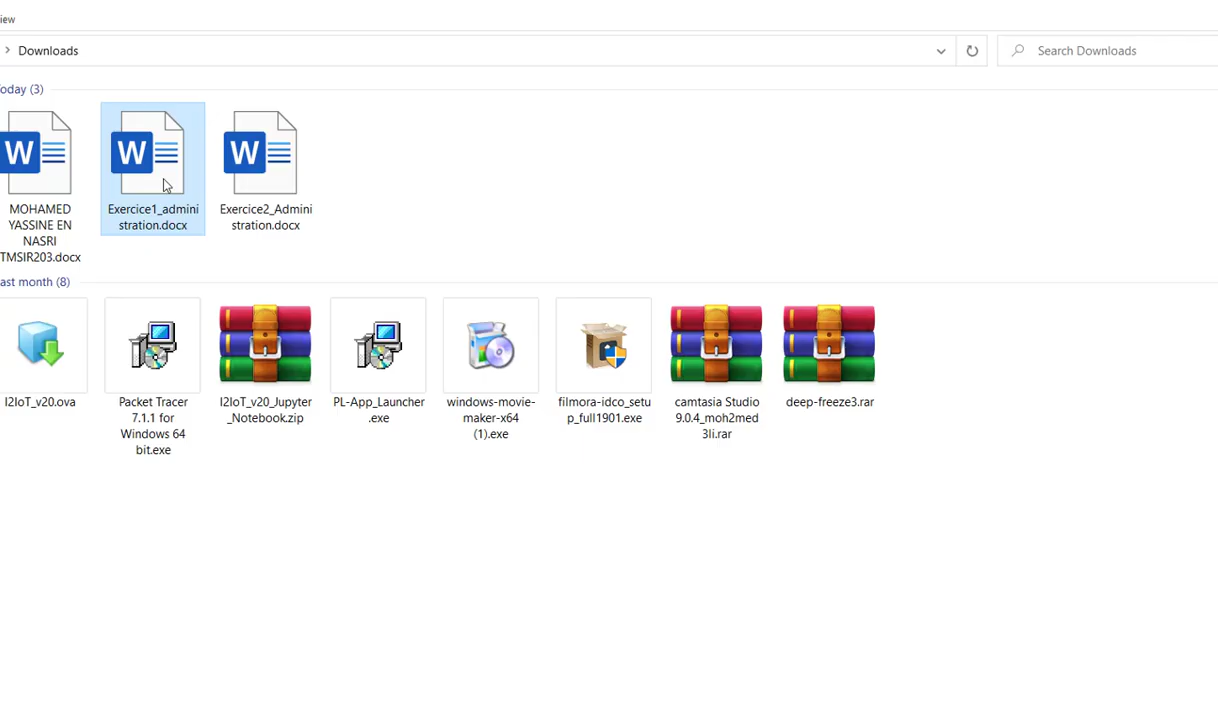 iew
Downloads
Search Downloads
oday (3)
W
W
W
MOHAMED
YASSINE EN
NASRI
TMSIR203.docx
Exercice1_admini
stration.docx
Exercice2_Admini
stration.docx
ast month (8)
I2IoT_v20.ova
Packet Tracer
7.1.1 for
Windows 64
bit.exe
I2IoT_v20_Jupyter
_Notebook.zip
PL-App_Launcher
.exe
windows-movie-
maker-x64
(1).exe
filmora-idco_setu
p_full1901.exe
camtasia Studio
9.0.4_moh2med
3li.rar
deep-freeze3.rar